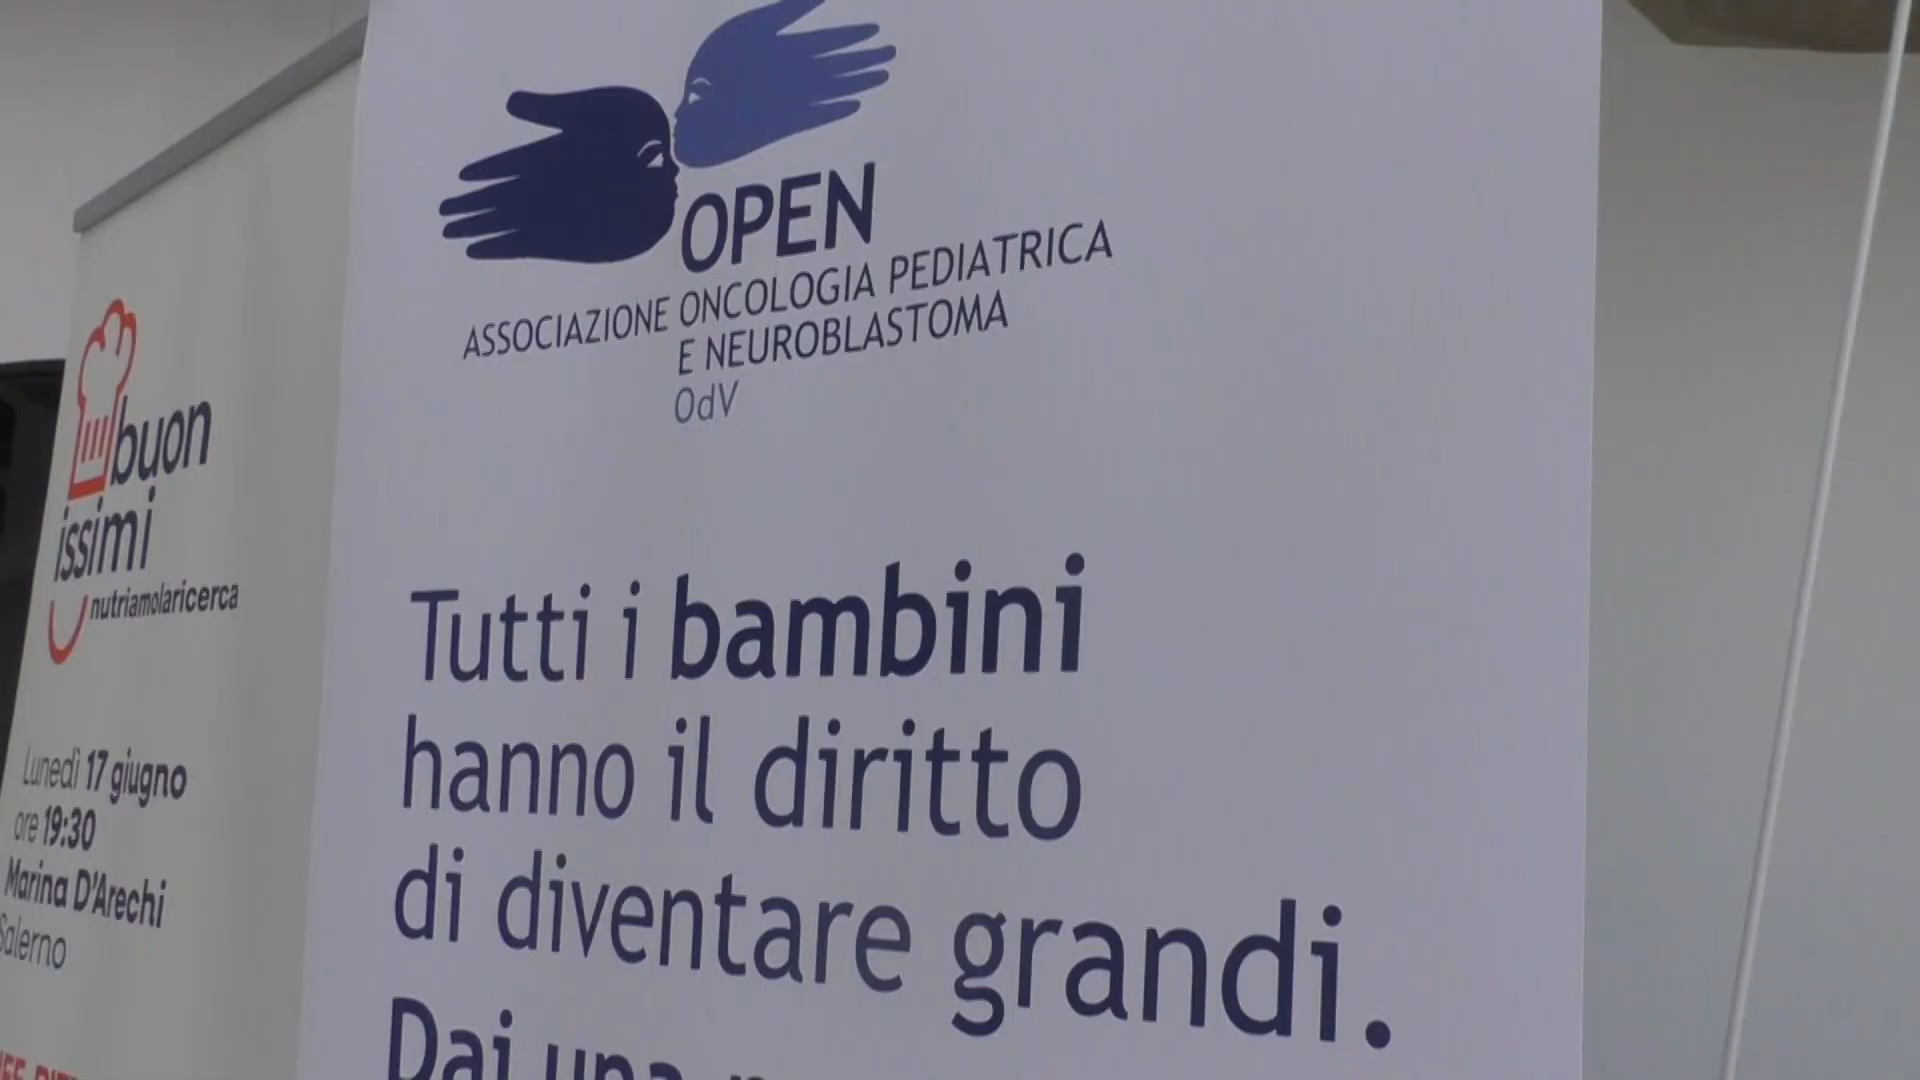 OPEN
ASSOCIAZIONE ONCOLOGIA PEDIATRICA
E NEUROBLASTOMA
OdV
Tutti i bambini
hanno il diritto
di diventare grandi.
Dai una
buon
issimi
nutriamolaricerca
Lunedì 17 giugno
ore 19:30
Marina D'Arechi
Salerno